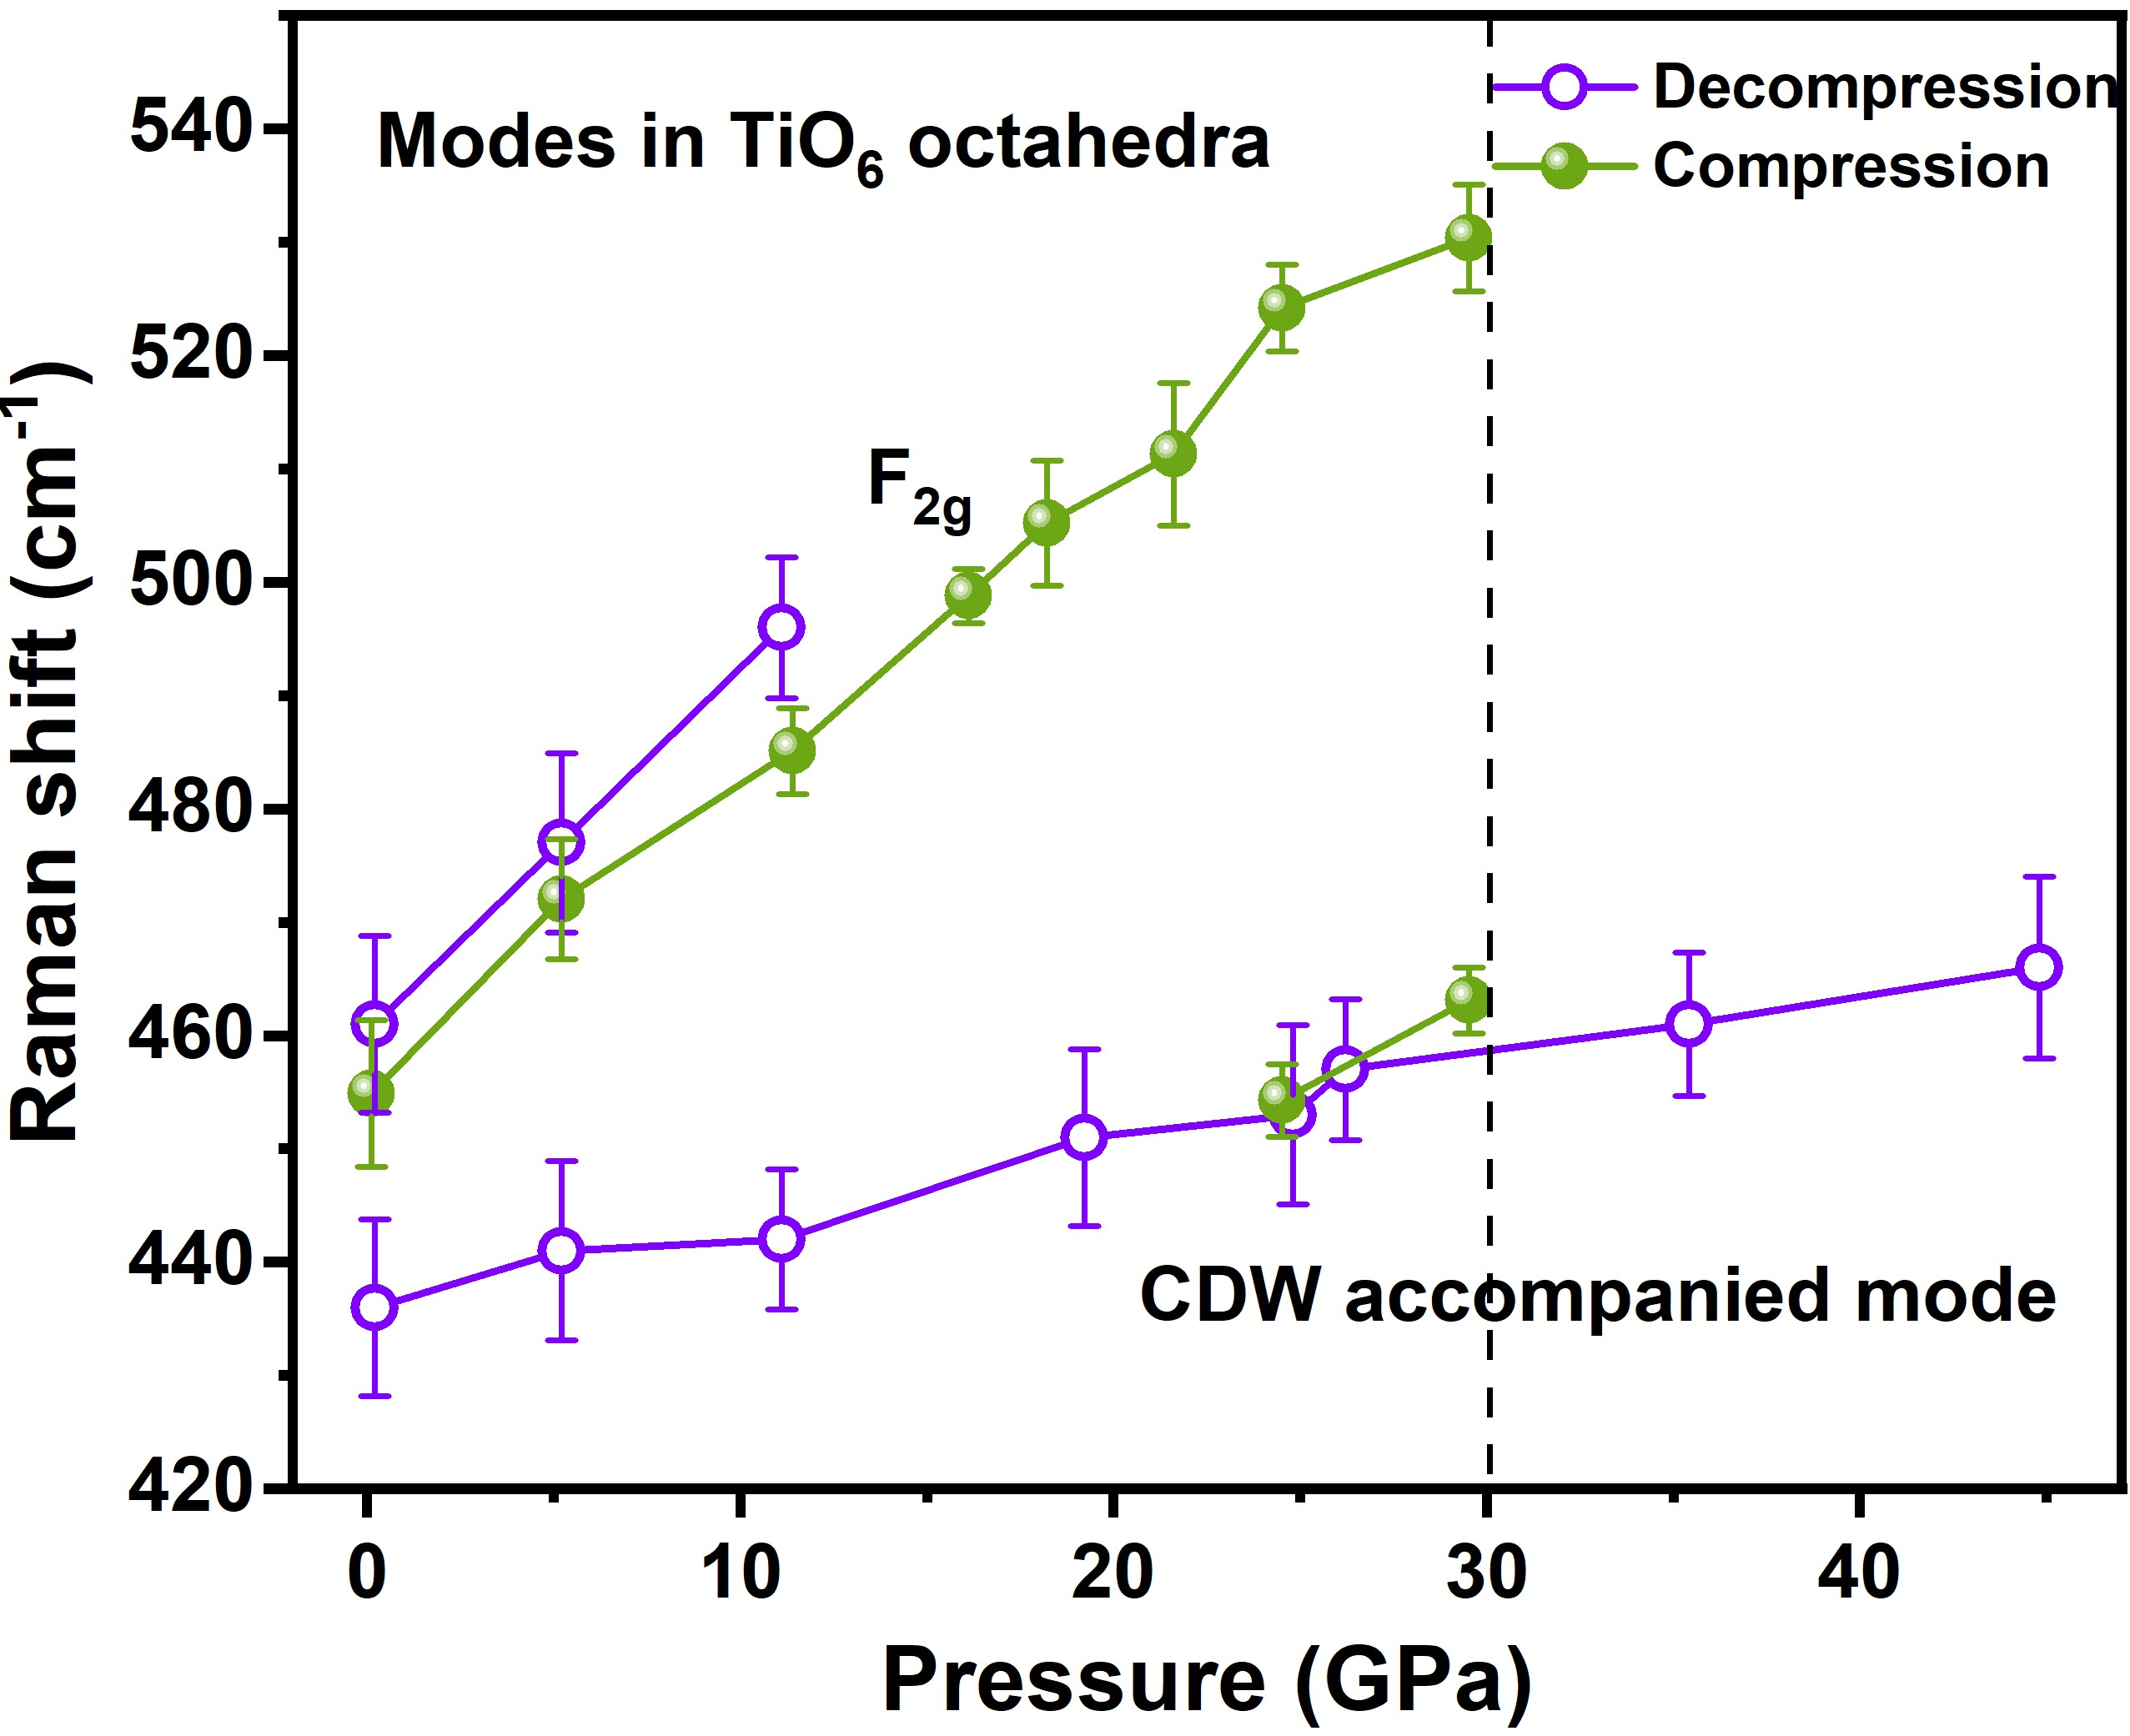 Decompression
Compression
Modes in TiO₆ octahedra
F₂g
CDW accompanied mode
Raman shift (cm⁻¹)
540
520
500
480
460
440
420
0 10 20 30 40
Pressure (GPa)